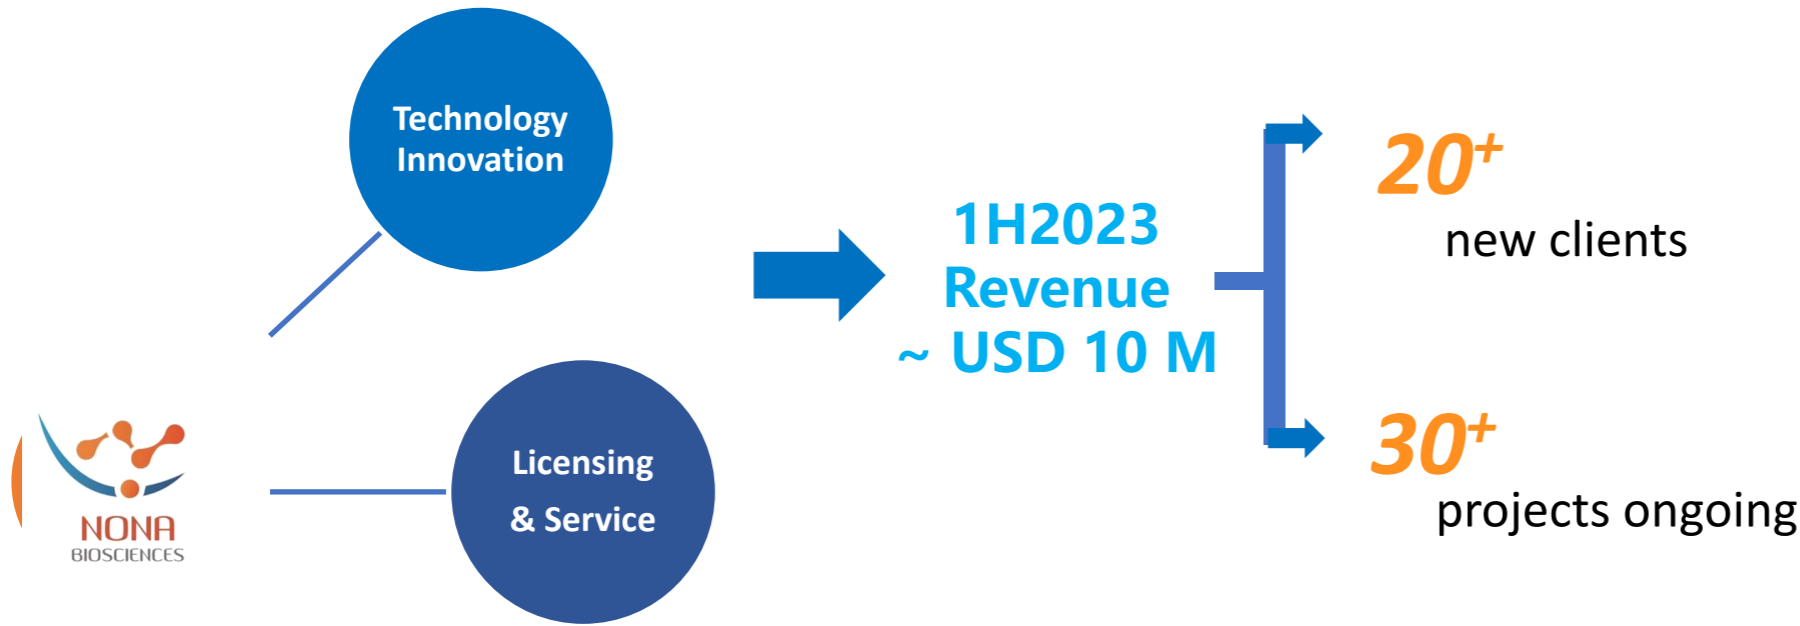 Technology
Innovation
Licensing
& Service
NONA
BIOSCIENCES
1H2023
Revenue
~ USD 10 M
20+
new clients
30+
projects ongoing